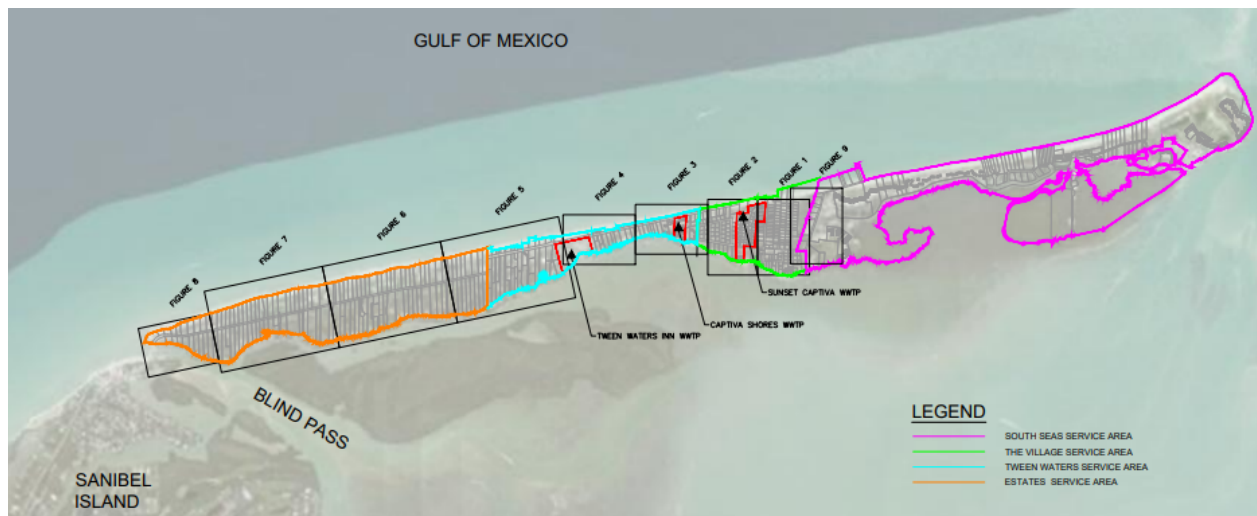 GULF OF MEXICO
FIGURE 8
FIGURE 7
FIGURE 6
FIGURE 5
FIGURE 4
FIGURE 3
FIGURE 2
FIGURE 1
FIGURE 9
SUNSET CAPTIVA WWTP
CAPTIVA SHORES WWTP
TWEEN WATERS INN WWTP
BLIND PASS
SANIBEL
ISLAND
LEGEND
SOUTH SEAS SERVICE AREA
THE VILLAGE SERVICE AREA
TWEEN WATERS SERVICE AREA
ESTATES SERVICE AREA